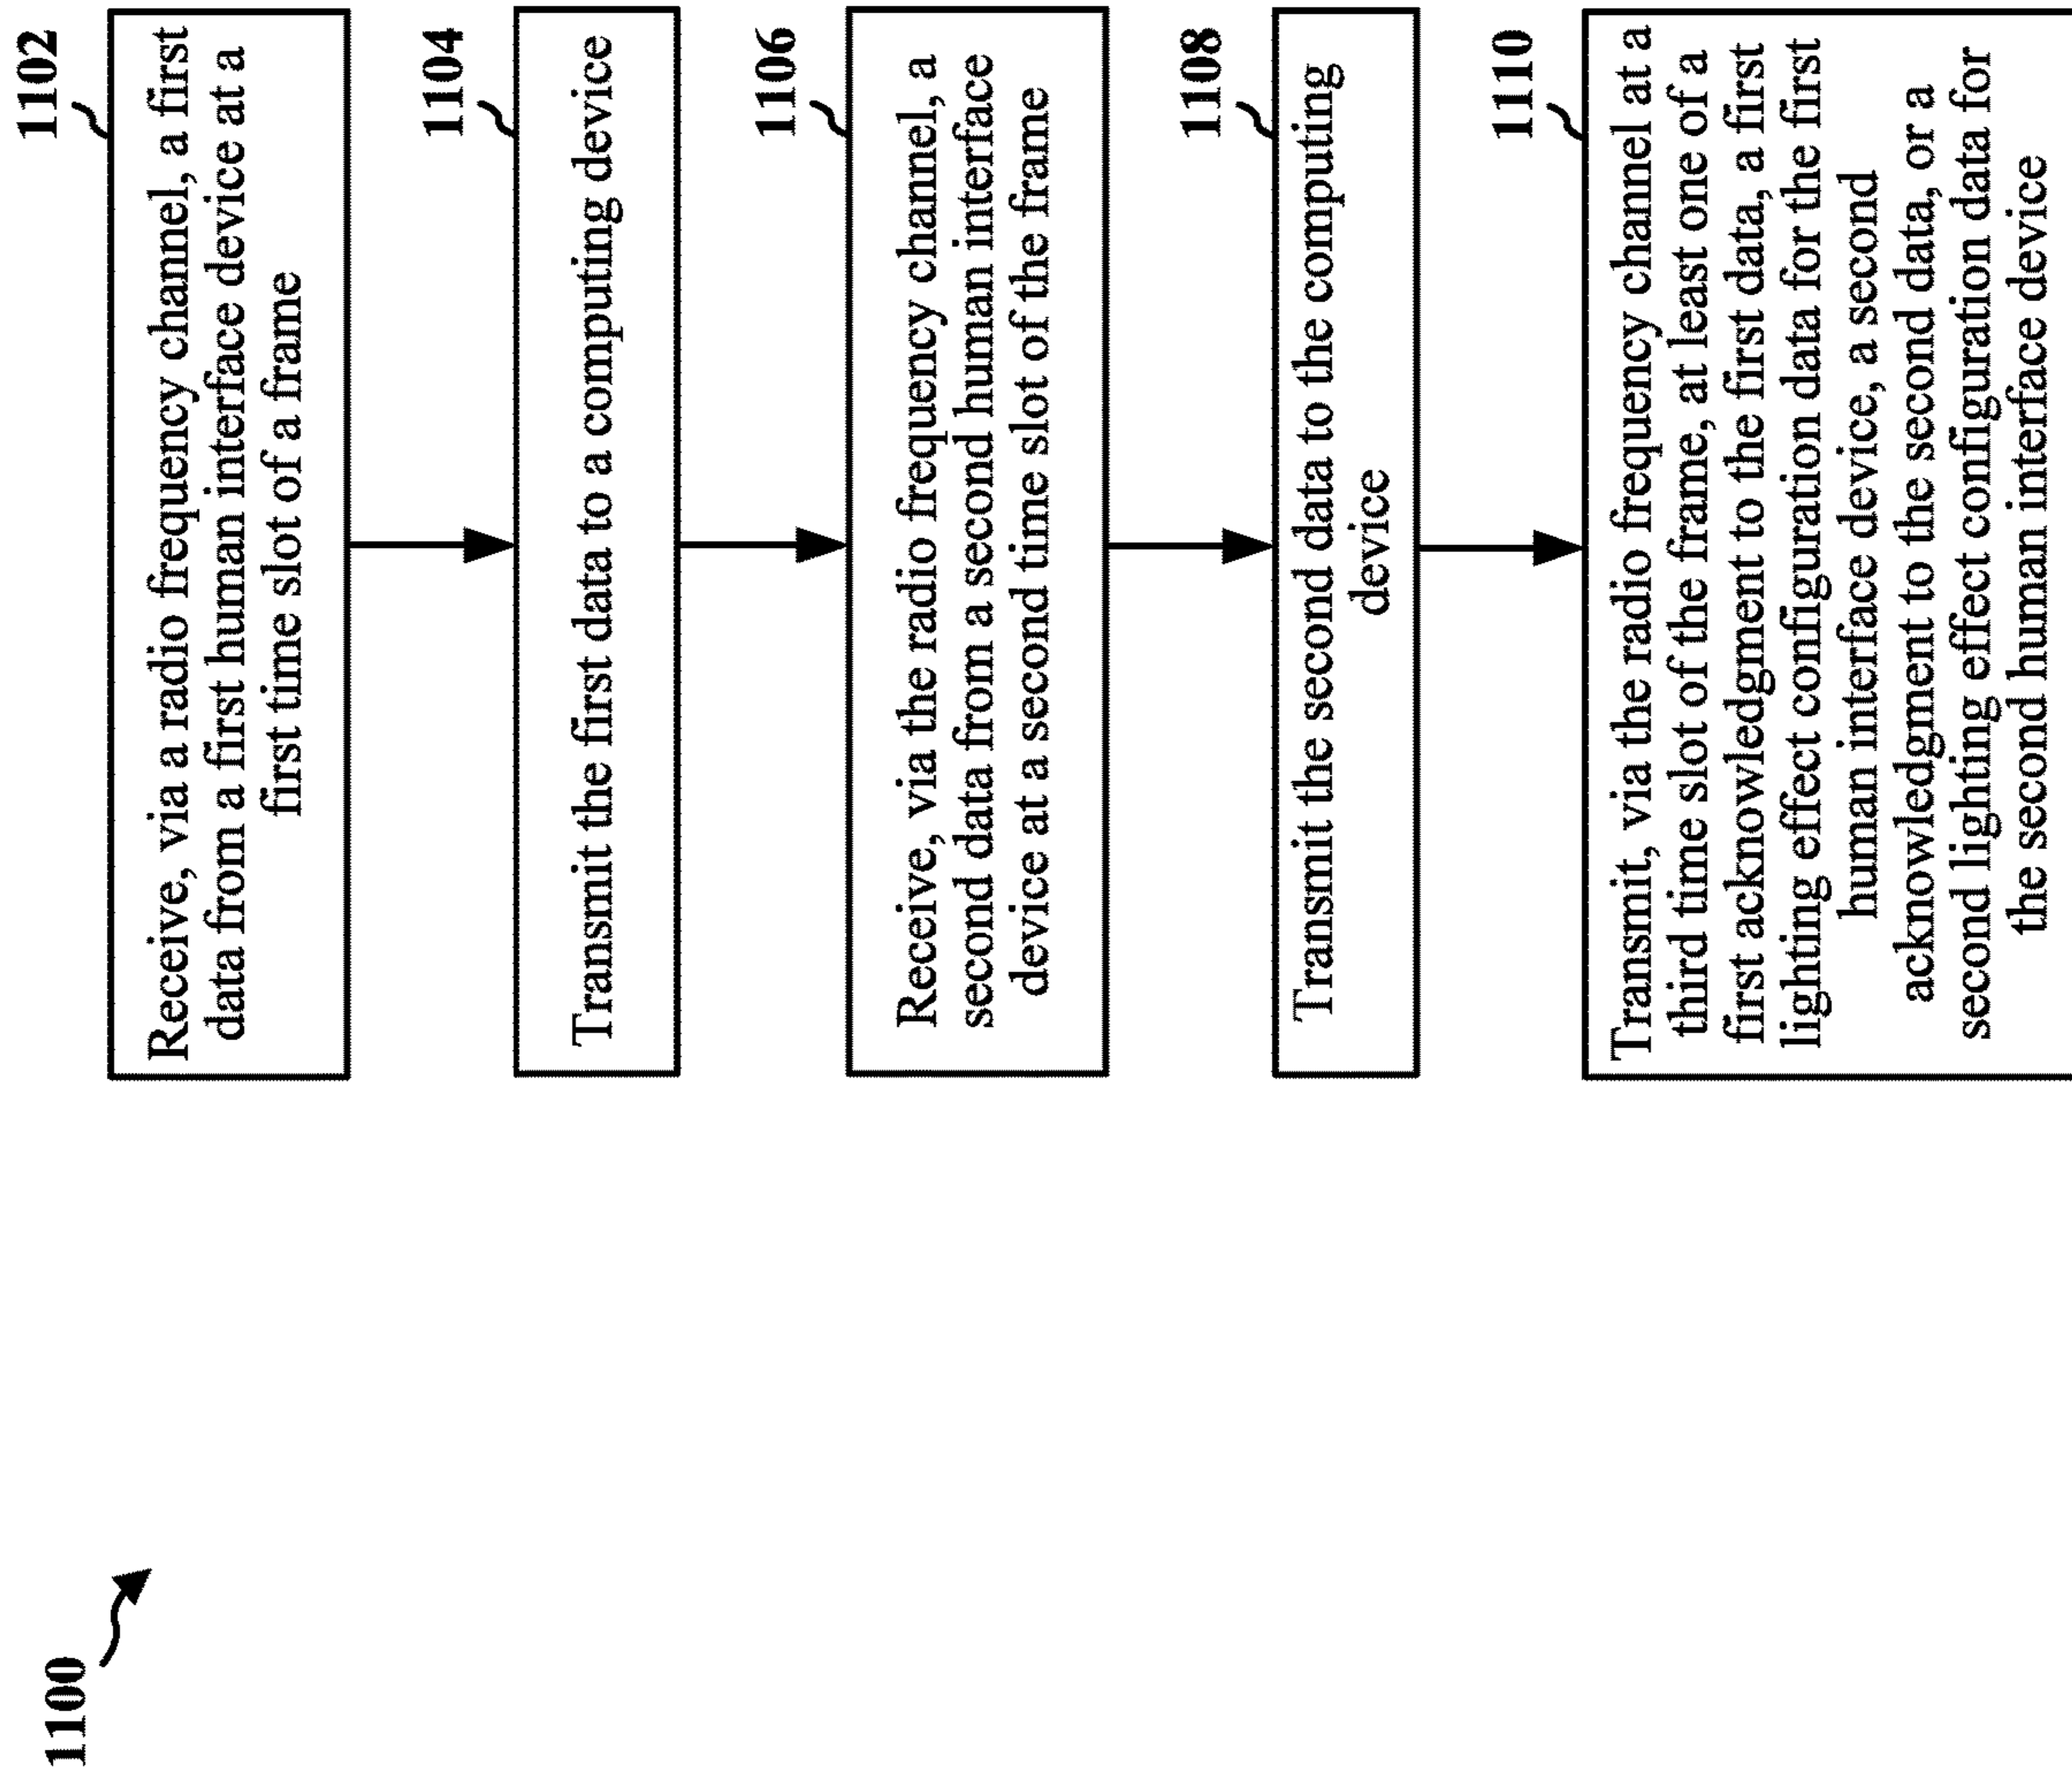 1100
1102
Receive, via a radio frequency channel, a first
data from a first human interface device at a
first time slot of a frame
1104
Transmit the first data to a computing device
1106
Receive, via the radio frequency channel, a
second data from a second human interface
device at a second time slot of the frame
1108
Transmit the second data to the computing
device
1110
Transmit, via the radio frequency channel at a
third time slot of the frame, at least one of a
first acknowledgment to the first data, a first
lighting effect configuration data for the first
human interface device, a second
acknowledgment to the second data, or a
second lighting effect configuration data for
the second human interface device